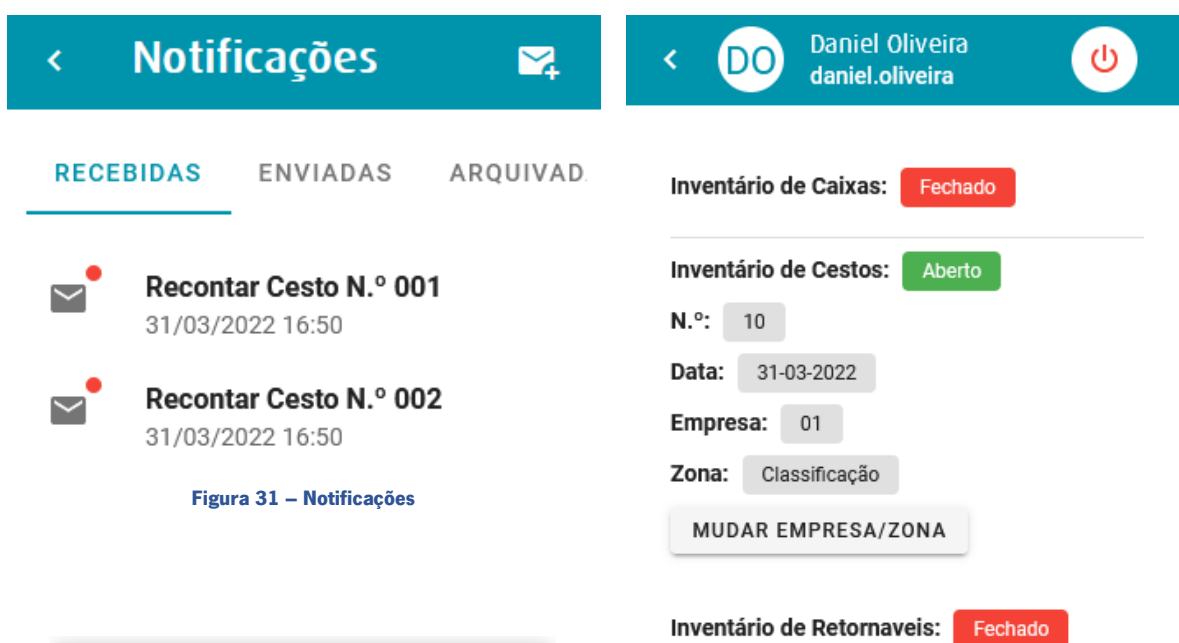 Notificações
RECEBIDAS ENVIADAS ARQUIVAD
Recontar Cesto N.º 001
31/03/2022 16:50
Recontar Cesto N.º 002
31/03/2022 16:50
Figura 31 – Notificações
DO
Daniel Oliveira
daniel.oliveira
Inventário de Caixas: Fechado
Inventário de Cestos: Aberto
N.º: 10
Data: 31-03-2022
Empresa: 01
Zona: Classificação
MUDAR EMPRESA/ZONA
Inventário de Retornaveis: Fechado